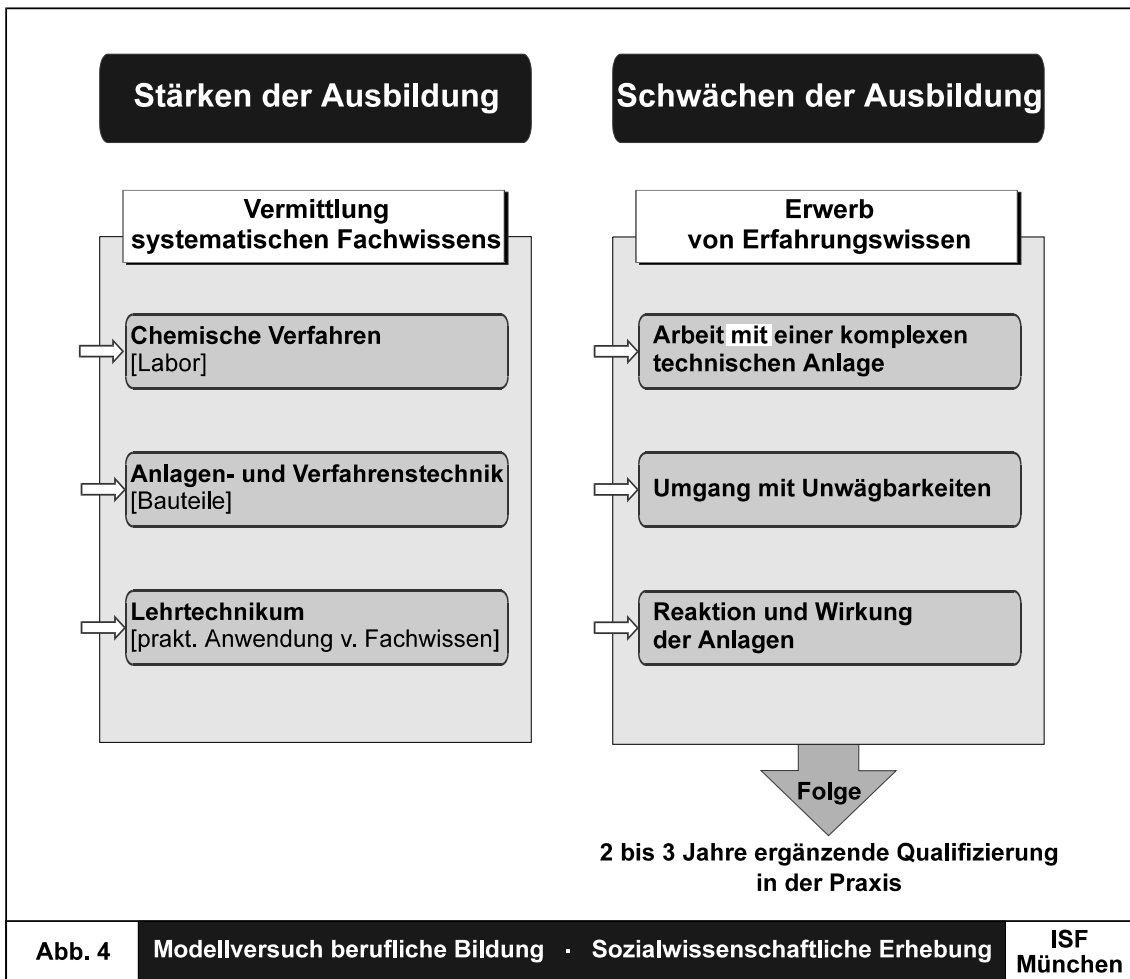 Stärken der Ausbildung
Vermittlung
systematischen Fachwissens
Chemische Verfahren
[Labor]
Anlagen- und Verfahrenstechnik
[Bauteile]
Lehrtechnikum
[prakt. Anwendung v. Fachwissen]
Schwächen der Ausbildung
Erwerb
von Erfahrungswissen
Arbeit mit einer komplexen
technischen Anlage
Umgang mit Unwägbarkeiten
Reaktion und Wirkung
der Anlagen
Folge
2 bis 3 Jahre ergänzende Qualifizierung
in der Praxis
Abb. 4
Modellversuch berufliche Bildung · Sozialwissenschaftliche Erhebung
ISF
München